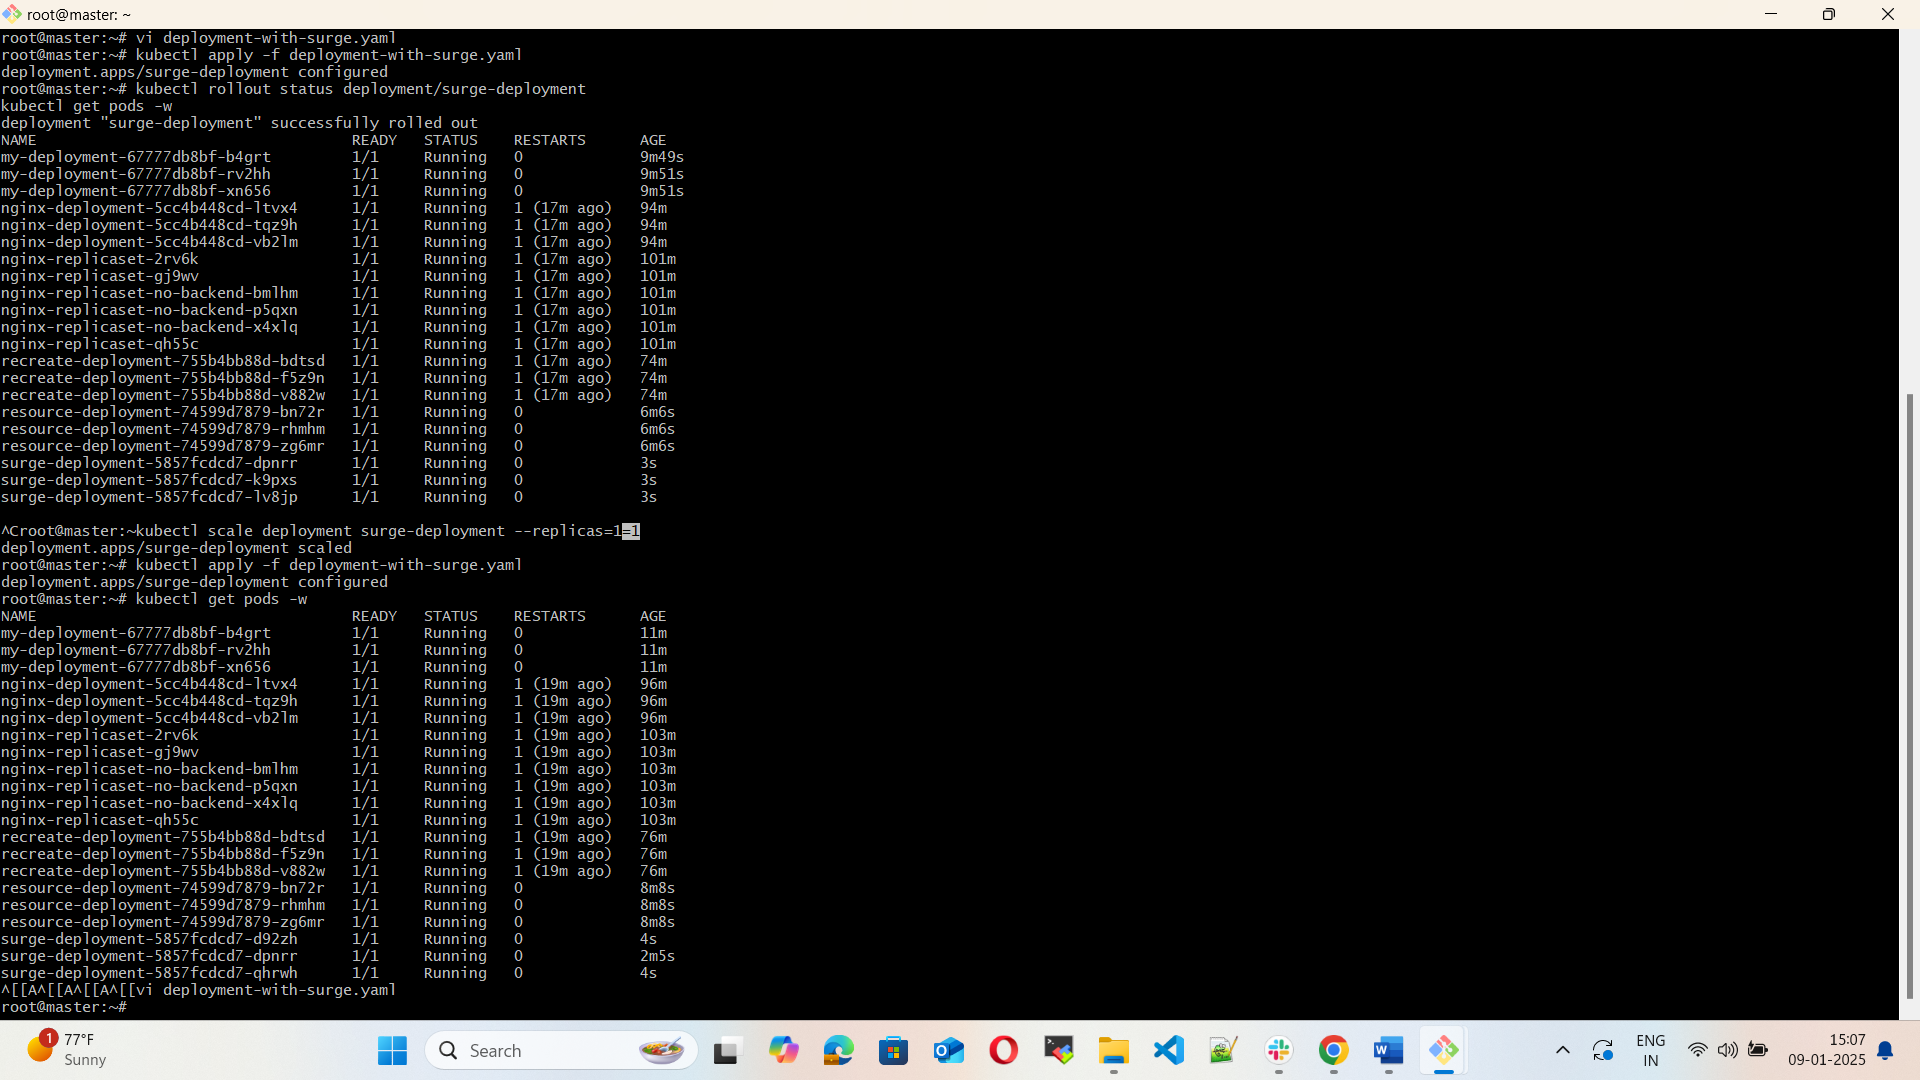 root@master: ~
root@master:~# vi deployment-with-surge.yaml
root@master:~# kubectl apply -f deployment-with-surge.yaml
deployment.apps/surge-deployment configured
root@master:~# kubectl rollout status deployment/surge-deployment
kubectl get pods -w
deployment "surge-deployment" successfully rolled out
NAME READY STATUS RESTARTS AGE
my-deployment-67777db8bf-b4grt 1/1 Running 0 9m49s
my-deployment-67777db8bf-rv2hh 1/1 Running 0 9m51s
my-deployment-67777db8bf-xn656 1/1 Running 0 9m51s
nginx-deployment-5cc4b448cd-ltvx4 1/1 Running 1 (17m ago) 94m
nginx-deployment-5cc4b448cd-tqz9h 1/1 Running 1 (17m ago) 94m
nginx-deployment-5cc4b448cd-vb2lm 1/1 Running 1 (17m ago) 94m
nginx-replicaset-2rv6k 1/1 Running 1 (17m ago) 101m
nginx-replicaset-gj9wv 1/1 Running 1 (17m ago) 101m
nginx-replicaset-no-backend-bmlhm 1/1 Running 1 (17m ago) 101m
nginx-replicaset-no-backend-p5qxn 1/1 Running 1 (17m ago) 101m
nginx-replicaset-no-backend-x4xlq 1/1 Running 1 (17m ago) 101m
nginx-replicaset-qh55c 1/1 Running 1 (17m ago) 101m
recreate-deployment-755b4bb88d-bdtsd 1/1 Running 1 (17m ago) 74m
recreate-deployment-755b4bb88d-f5z9n 1/1 Running 1 (17m ago) 74m
recreate-deployment-755b4bb88d-v882w 1/1 Running 1 (17m ago) 74m
resource-deployment-74599d7879-bn72r 1/1 Running 0 6m6s
resource-deployment-74599d7879-rhmhm 1/1 Running 0 6m6s
resource-deployment-74599d7879-zg6mr 1/1 Running 0 6m6s
surge-deployment-5857fcdcd7-dpnrr 1/1 Running 0 3s
surge-deployment-5857fcdcd7-k9pxs 1/1 Running 0 3s
surge-deployment-5857fcdcd7-lv8jp 1/1 Running 0 3s
^Croot@master:~kubectl scale deployment surge-deployment --replicas=1=1
deployment.apps/surge-deployment scaled
root@master:~# kubectl apply -f deployment-with-surge.yaml
deployment.apps/surge-deployment configured
root@master:~# kubectl get pods -w
NAME READY STATUS RESTARTS AGE
my-deployment-67777db8bf-b4grt 1/1 Running 0 11m
my-deployment-67777db8bf-rv2hh 1/1 Running 0 11m
my-deployment-67777db8bf-xn656 1/1 Running 0 11m
nginx-deployment-5cc4b448cd-ltvx4 1/1 Running 1 (19m ago) 96m
nginx-deployment-5cc4b448cd-tqz9h 1/1 Running 1 (19m ago) 96m
nginx-deployment-5cc4b448cd-vb2lm 1/1 Running 1 (19m ago) 96m
nginx-replicaset-2rv6k 1/1 Running 1 (19m ago) 103m
nginx-replicaset-gj9wv 1/1 Running 1 (19m ago) 103m
nginx-replicaset-no-backend-bmlhm 1/1 Running 1 (19m ago) 103m
nginx-replicaset-no-backend-p5qxn 1/1 Running 1 (19m ago) 103m
nginx-replicaset-no-backend-x4xlq 1/1 Running 1 (19m ago) 103m
nginx-replicaset-qh55c 1/1 Running 1 (19m ago) 103m
recreate-deployment-755b4bb88d-bdtsd 1/1 Running 1 (19m ago) 76m
recreate-deployment-755b4bb88d-f5z9n 1/1 Running 1 (19m ago) 76m
recreate-deployment-755b4bb88d-v882w 1/1 Running 1 (19m ago) 76m
resource-deployment-74599d7879-bn72r 1/1 Running 0 8m8s
resource-deployment-74599d7879-rhmhm 1/1 Running 0 8m8s
resource-deployment-74599d7879-zg6mr 1/1 Running 0 8m8s
surge-deployment-5857fcdcd7-d92zh 1/1 Running 0 4s
surge-deployment-5857fcdcd7-dpnrr 1/1 Running 0 2m5s
surge-deployment-5857fcdcd7-qhrwh 1/1 Running 0 4s
^[[A^[[A^[[A^[[vi deployment-with-surge.yaml
root@master:~#
1
77°F
Sunny
Search
ENG
IN
15:07
09-01-2025